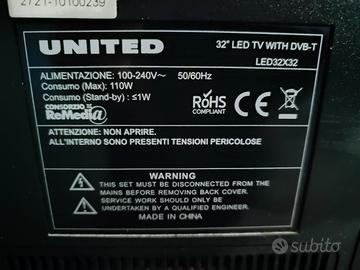 2721-10100239
UNITED
32" LED TV WITH DVB-T
LED32X32
ALIMENTAZIONE: 100-240V~ 50/60Hz
Consumo (Max): 110W
Consumo (Stand-by) : ≤1W
CONSORZIO
ReMedia
RoHS
COMPLIANT
CE
ATTENZIONE: NON APRIRE.
ALL'INTERNO SONO PRESENTI TENSIONI PERICOLOSE
WARNING
THIS SET MUST BE DISCONNECTED FROM THE
MAINS BEFORE REMOVING BACK COVER.
SERVICE WORK SHOULD ONLY BE
UNDERTAKEN BY A QUALIFIED ENGINEER.
MADE IN CHINA
subito